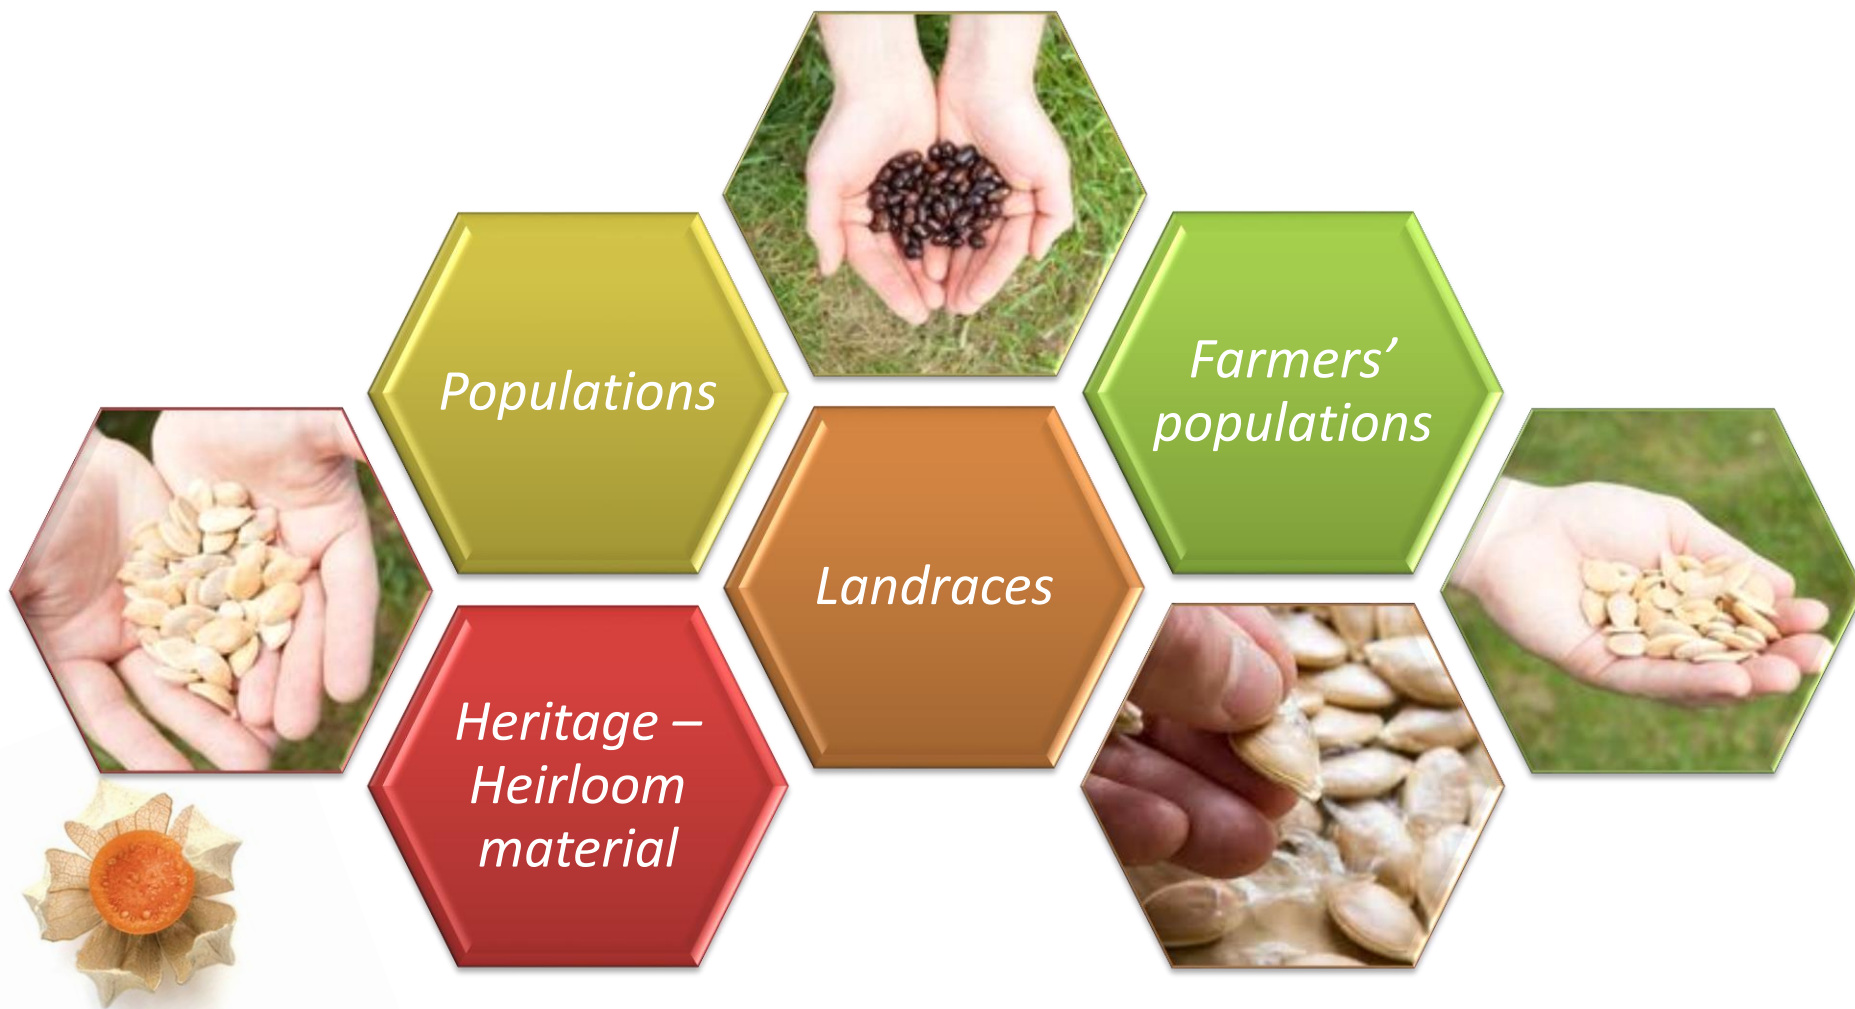 Populations
Farmers’
populations
Landraces
Heritage –
Heirloom
material